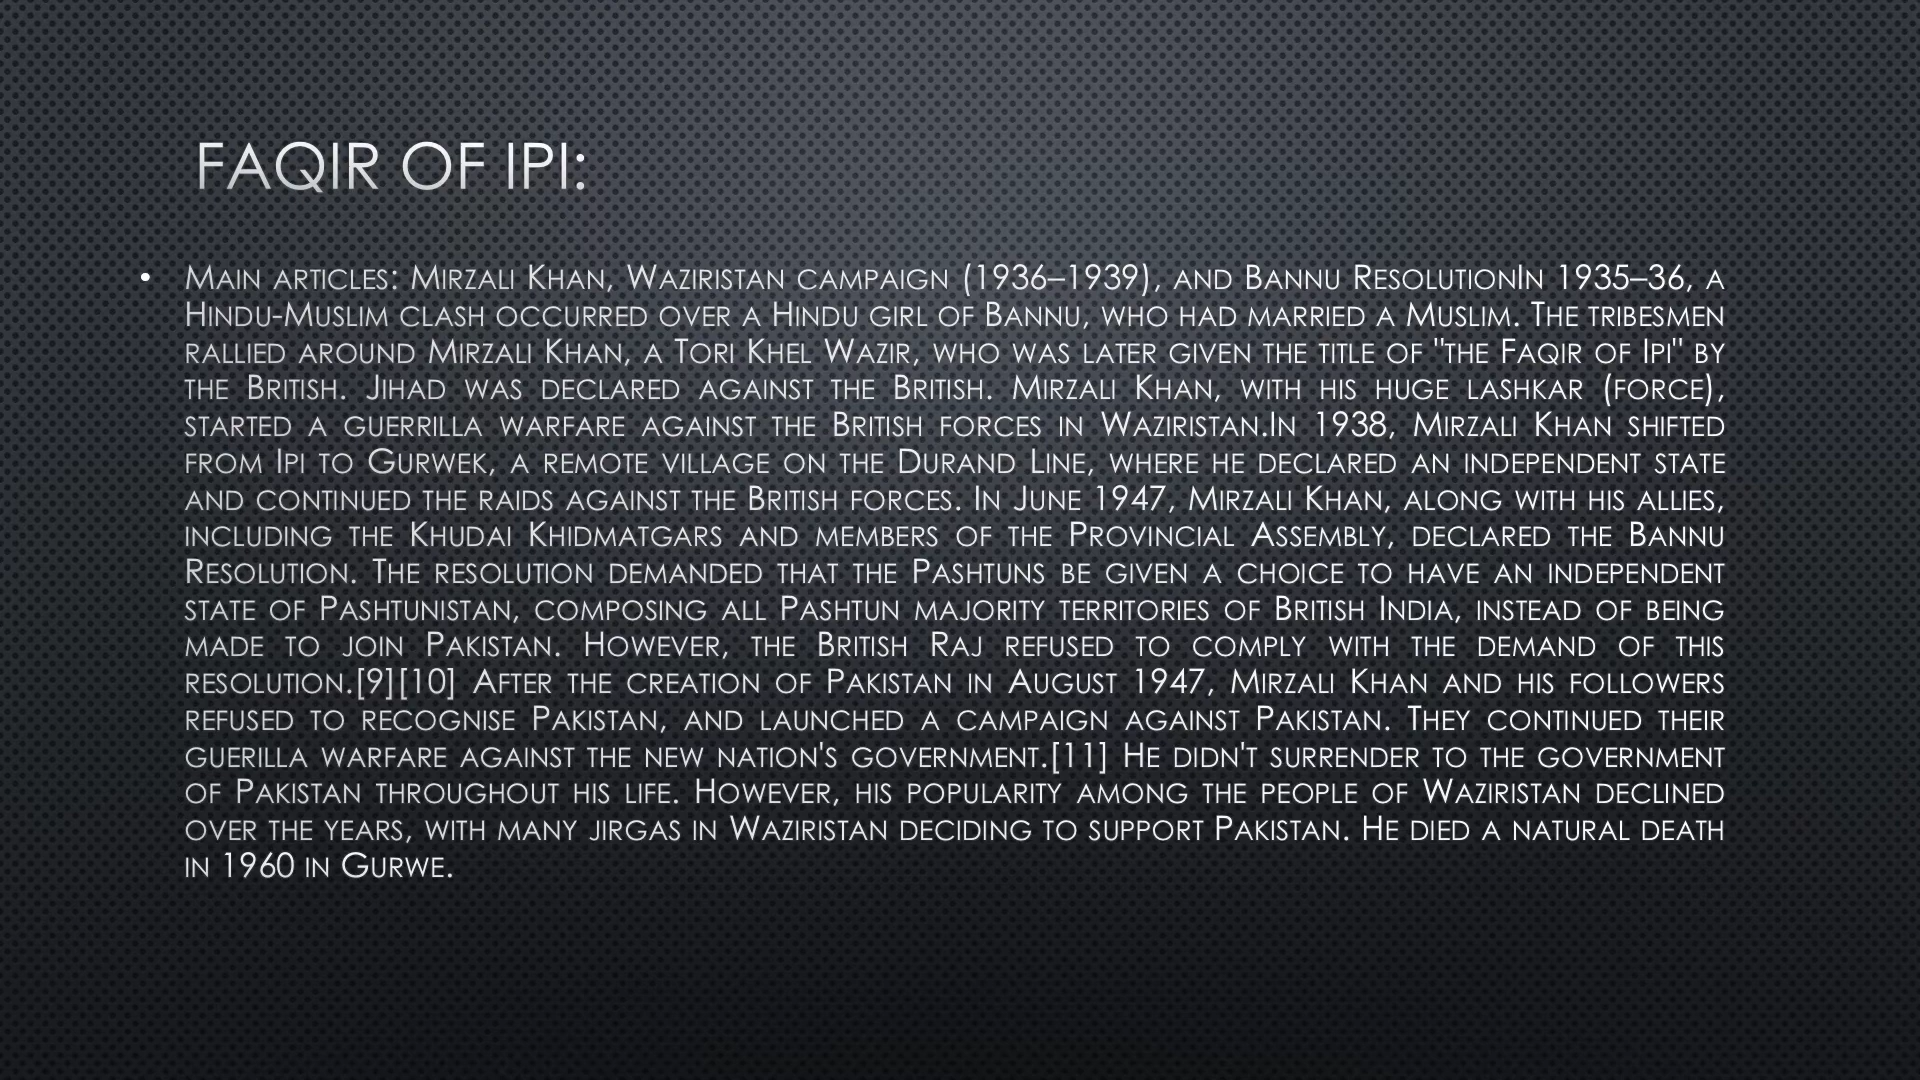 FAQIR OF IPI:
• Main articles: Mirzali Khan, Waziristan campaign (1936–1939), and Bannu ResolutionIn 1935–36, a
Hindu-Muslim clash occurred over a Hindu girl of Bannu, who had married a Muslim. The tribesmen
rallied around Mirzali Khan, a Tori Khel Wazir, who was later given the title of "the Faqir of Ipi" by
the British. Jihad was declared against the British. Mirzali Khan, with his huge lashkar (force),
started a guerrilla warfare against the British forces in Waziristan.In 1938, Mirzali Khan shifted
from Ipi to Gurwek, a remote village on the Durand Line, where he declared an independent state
and continued the raids against the British forces. In June 1947, Mirzali Khan, along with his allies,
including the Khudai Khidmatgars and members of the Provincial Assembly, declared the Bannu
Resolution. The resolution demanded that the Pashtuns be given a choice to have an independent
state of Pashtunistan, composing all Pashtun majority territories of British India, instead of being
made to join Pakistan. However, the British Raj refused to comply with the demand of this
resolution.[9][10] After the creation of Pakistan in August 1947, Mirzali Khan and his followers
refused to recognise Pakistan, and launched a campaign against Pakistan. They continued their
guerilla warfare against the new nation's government.[11] He didn't surrender to the government
of Pakistan throughout his life. However, his popularity among the people of Waziristan declined
over the years, with many jirgas in Waziristan deciding to support Pakistan. He died a natural death
in 1960 in Gurwe.